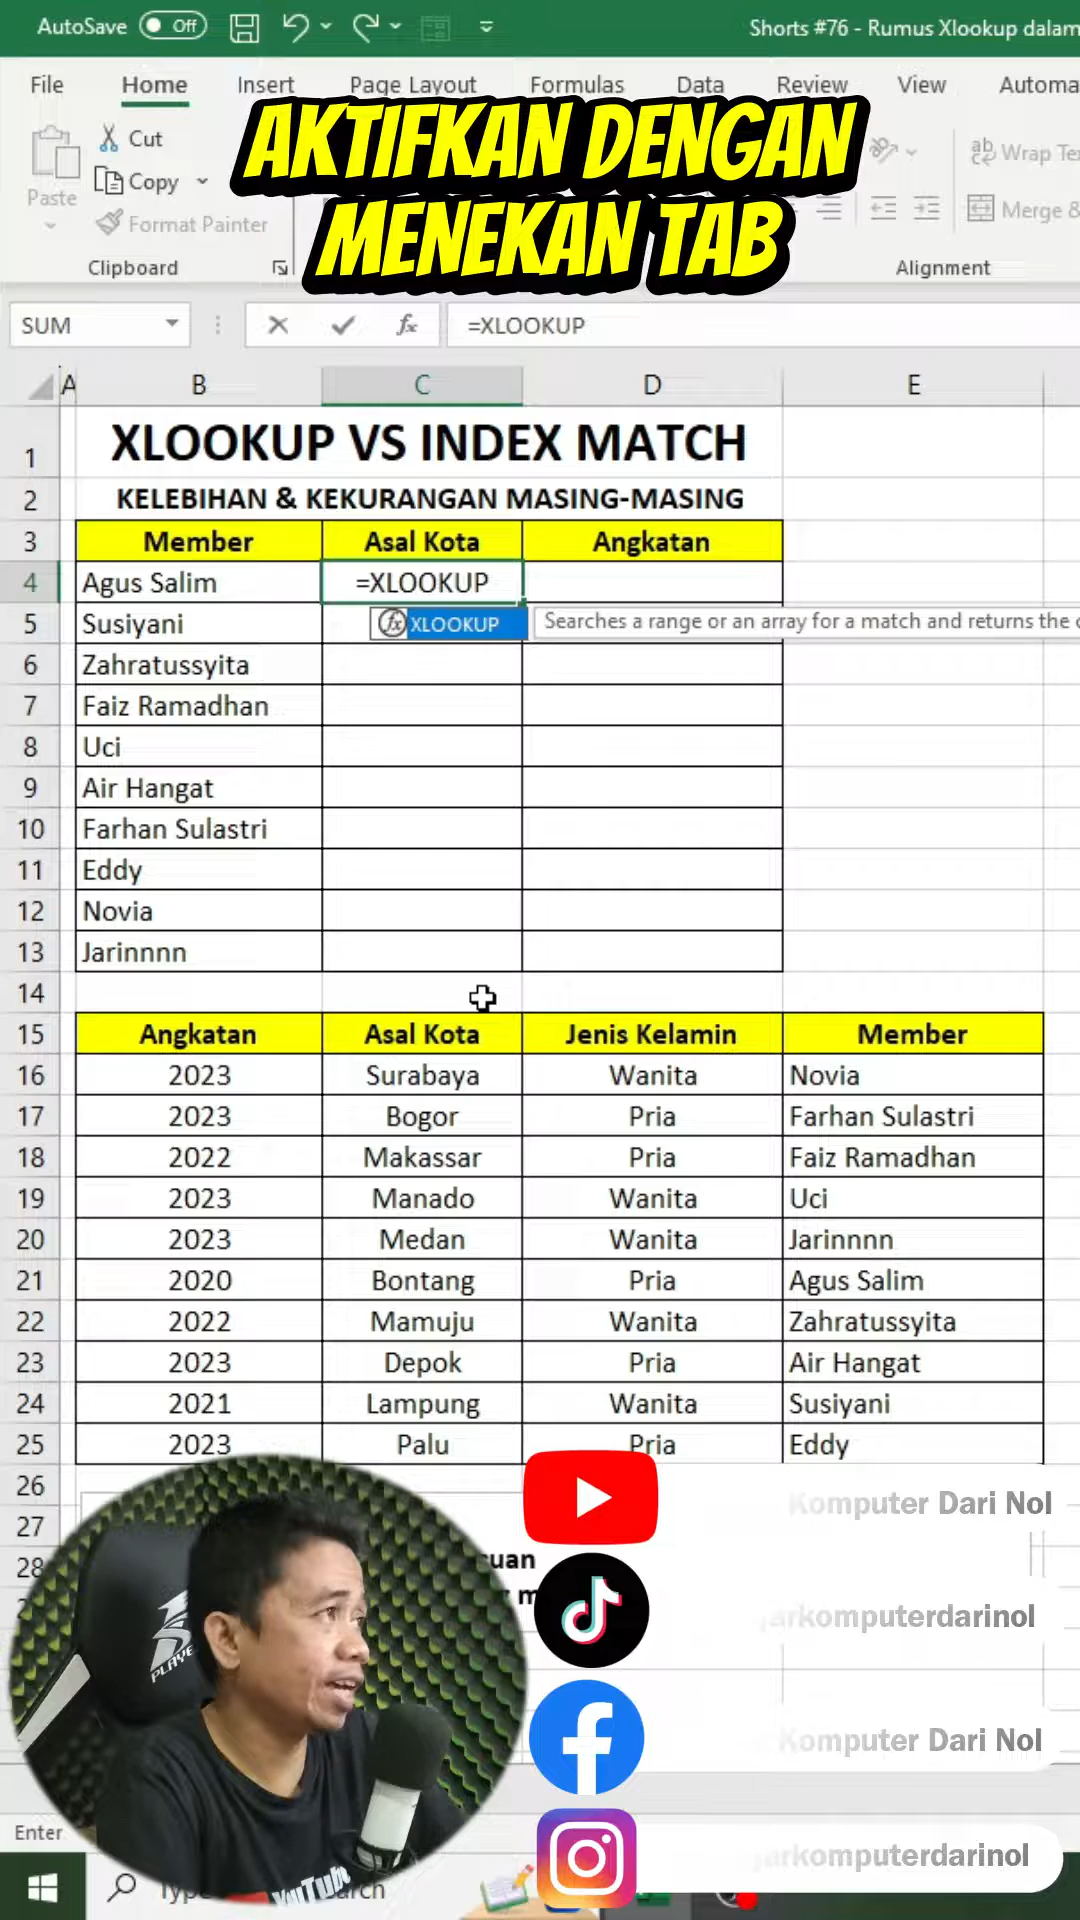 AutoSave Off
Shorts #76 - Rumus Xlookup dalam
File Home Insert Page Layout Formulas Data Review View Automa
AKTIFKAN DENGAN
MENEKAN TAB
Cut
Copy
Paste
Format Painter
Wrap Te
Merge &
Clipboard
Alignment
SUM
fx
=XLOOKUP
A B C D E
1 XLOOKUP VS INDEX MATCH
2 KELEBIHAN & KEKURANGAN MASING-MASING
3 Member Asal Kota Angkatan
4 Agus Salim =XLOOKUP
5 Susiyani fx XLOOKUP Searches a range or an array for a match and returns the c
6 Zahratussyita
7 Faiz Ramadhan
8 Uci
9 Air Hangat
10 Farhan Sulastri
11 Eddy
12 Novia
13 Jarinnnn
14
15 Angkatan Asal Kota Jenis Kelamin Member
16 2023 Surabaya Wanita Novia
17 2023 Bogor Pria Farhan Sulastri
18 2022 Makassar Pria Faiz Ramadhan
19 2023 Manado Wanita Uci
20 2023 Medan Wanita Jarinnnn
21 2020 Bontang Pria Agus Salim
22 2022 Mamuju Wanita Zahratussyita
23 2023 Depok Pria Air Hangat
24 2021 Lampung Wanita Susiyani
25 2023 Palu Pria Eddy
26
27
28
Komputer Dari Nol
suan
arkomputerdarinol
PLAYE
Komputer Dari Nol
Enter
arkomputerdarinol
YouTube